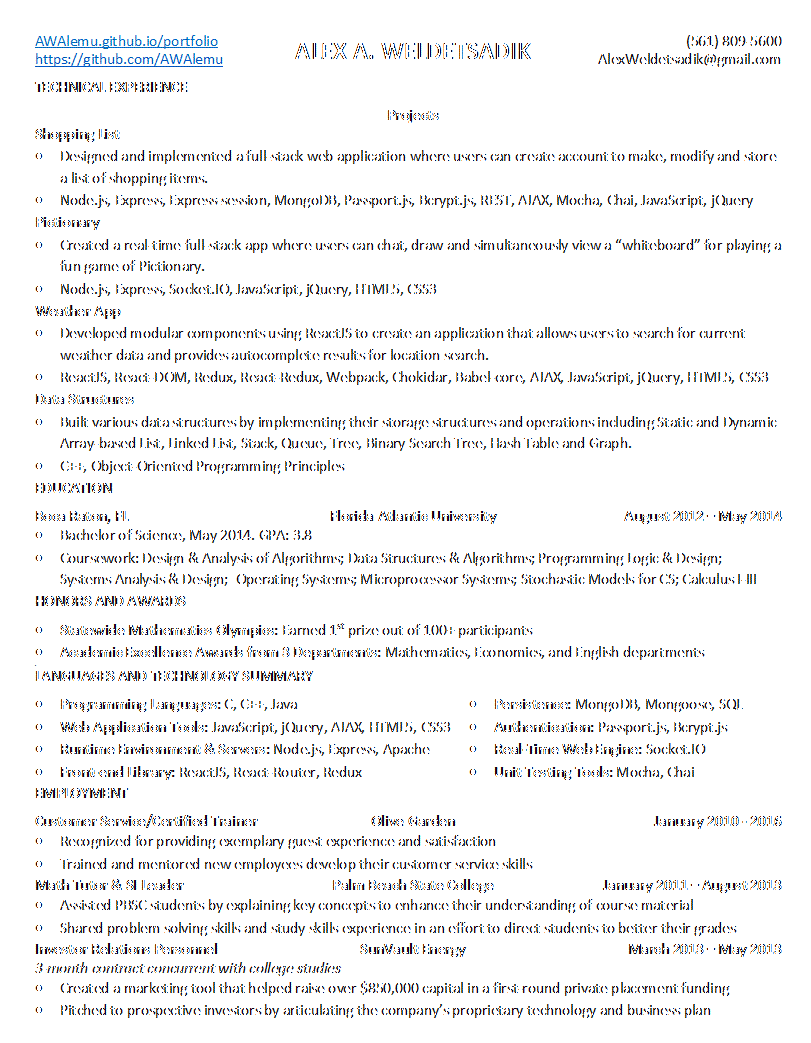 AWAlemu.github.io/portfolio
https://github.com/AWAlemu
ALEX A. WELDETSADIK
(561) 809-5600
AlexWeldetsadik@gmail.com
TECHNICAL EXPERIENCE
Projects
Shopping List
o Designed and implemented a full-stack web application where users can create account to make, modify and store
a list of shopping items.
o Node.js, Express, Express-session, MongoDB, Passport.js, Bcrypt.js, REST, AJAX, Mocha, Chai, JavaScript, jQuery
Pictionary
o Created a real-time full-stack app where users can chat, draw and simultaneously view a “whiteboard” for playing a
fun game of Pictionary.
o Node.js, Express, Socket.IO, JavaScript, jQuery, HTML5, CSS3
Weather App
o Developed modular components using ReactJS to create an application that allows users to search for current
weather data and provides autocomplete results for location search.
o ReactJS, React-DOM, Redux, React-Redux, Webpack, Chokidar, Babel-core, AJAX, JavaScript, jQuery, HTML5, CSS3
Data Structures
o Built various data structures by implementing their storage structures and operations including Static and Dynamic
Array-based List, Linked List, Stack, Queue, Tree, Binary Search Tree, Hash Table and Graph.
o C++, Object-Oriented Programming Principles
EDUCATION
Boca Raton, FL Florida Atlantic University August 2012 - May 2014
o Bachelor of Science, May 2014. GPA: 3.8
o Coursework: Design & Analysis of Algorithms; Data Structures & Algorithms; Programming Logic & Design;
Systems Analysis & Design; Operating Systems; Microprocessor Systems; Stochastic Models for CS; Calculus I-III
HONORS AND AWARDS
o Statewide Mathematics Olympics: Earned 1st prize out of 100+ participants
o Academic Excellence Awards from 3 Departments: Mathematics, Economics, and English departments
LANGUAGES AND TECHNOLOGY SUMMARY
o Programming Languages: C, C++, Java
o Web Application Tools: JavaScript, jQuery, AJAX, HTML5, CSS3
o Runtime Environment & Servers: Node.js, Express, Apache
o Front-end Library: ReactJS, React-Router, Redux
o Persistence: MongoDB, Mongoose, SQL
o Authentication: Passport.js, Bcrypt.js
o Real-Time Web Engine: Socket.IO
o Unit Testing Tools: Mocha, Chai
EMPLOYMENT
Customer Service/Certified Trainer Olive Garden January 2010 - 2016
o Recognized for providing exemplary guest experience and satisfaction
o Trained and mentored new employees develop their customer service skills
Math Tutor & SI Leader Palm Beach State College January 2011 - August 2013
o Assisted PBSC students by explaining key concepts to enhance their understanding of course material
o Shared problem solving skills and study skills experience in an effort to direct students to better their grades
Investor Relations Personnel SunVault Energy March 2013 - May 2013
3-month contract concurrent with college studies
o Created a marketing tool that helped raise over $850,000 capital in a first-round private placement funding
o Pitched to prospective investors by articulating the company’s proprietary technology and business plan